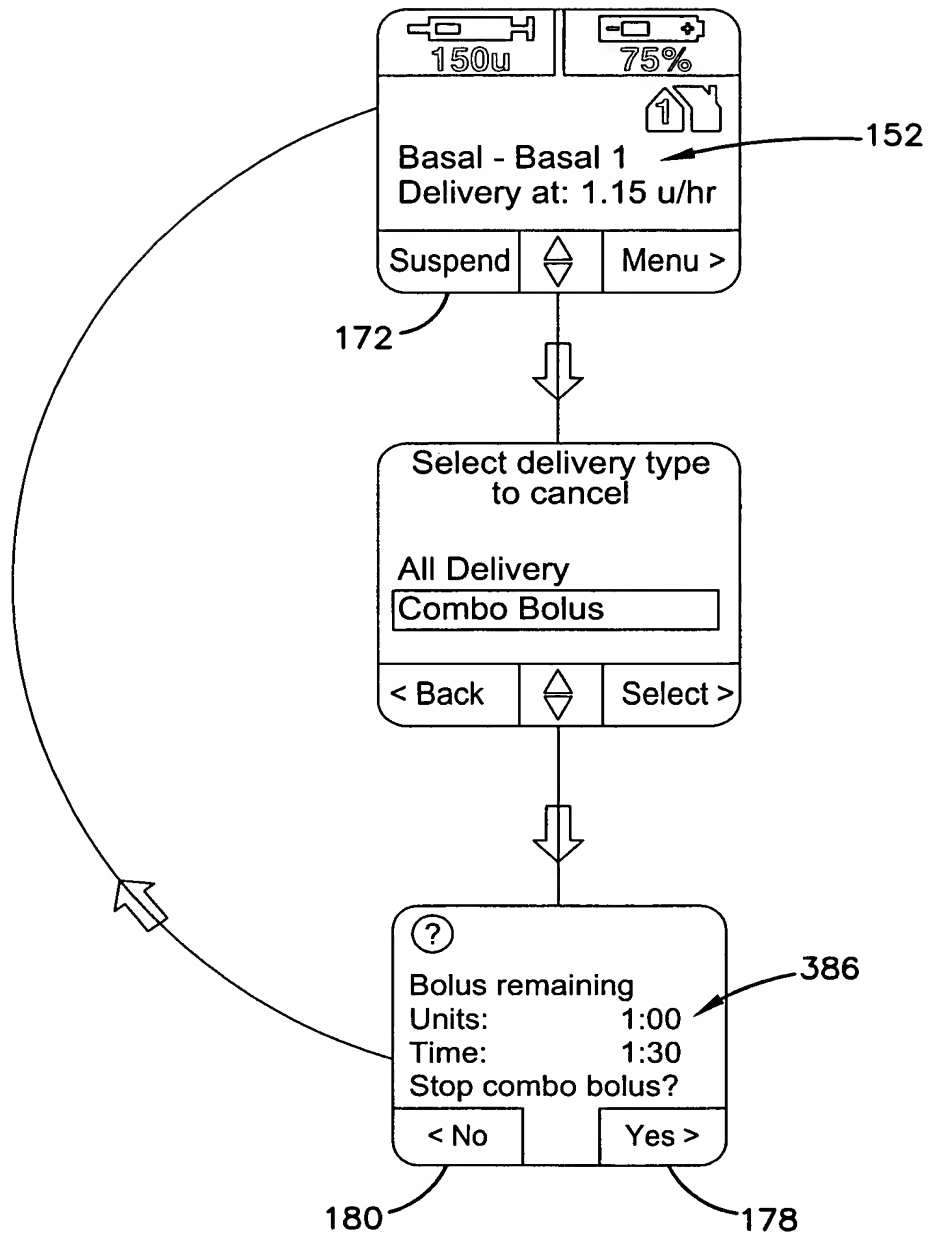 150u 75%
1
152
Basal - Basal 1
Delivery at: 1.15 u/hr
Suspend Menu >
172
Select delivery type
to cancel
All Delivery
Combo Bolus
< Back Select >
?
386
Bolus remaining
Units: 1:00
Time: 1:30
Stop combo bolus?
< No Yes >
180 178